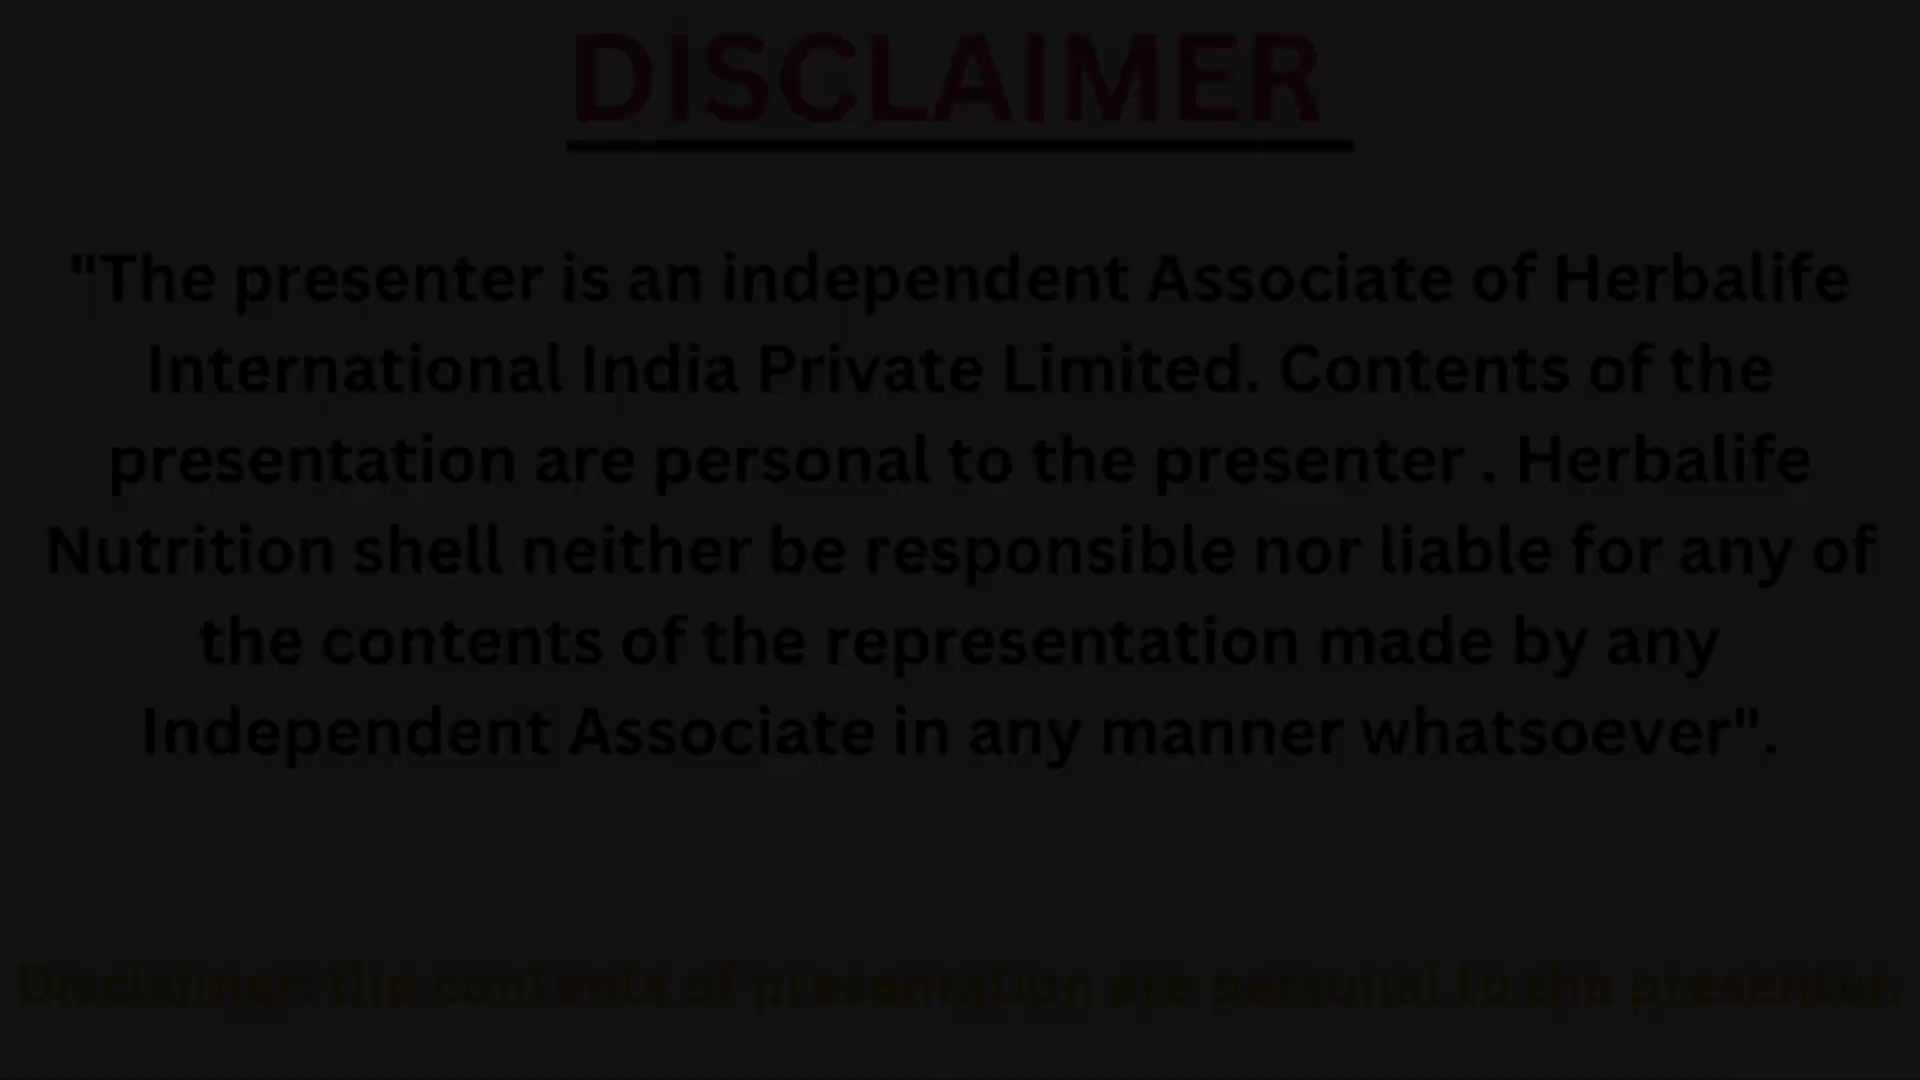 DISCLAIMER
"The presenter is an independent Associate of Herbalife
International India Private Limited. Contents of the
presentation are personal to the presenter . Herbalife
Nutrition shell neither be responsible nor liable for any of
the contents of the representation made by any
Independent Associate in any manner whatsoever".
Disclaimer: the contents of presentation are personal to the presenter.